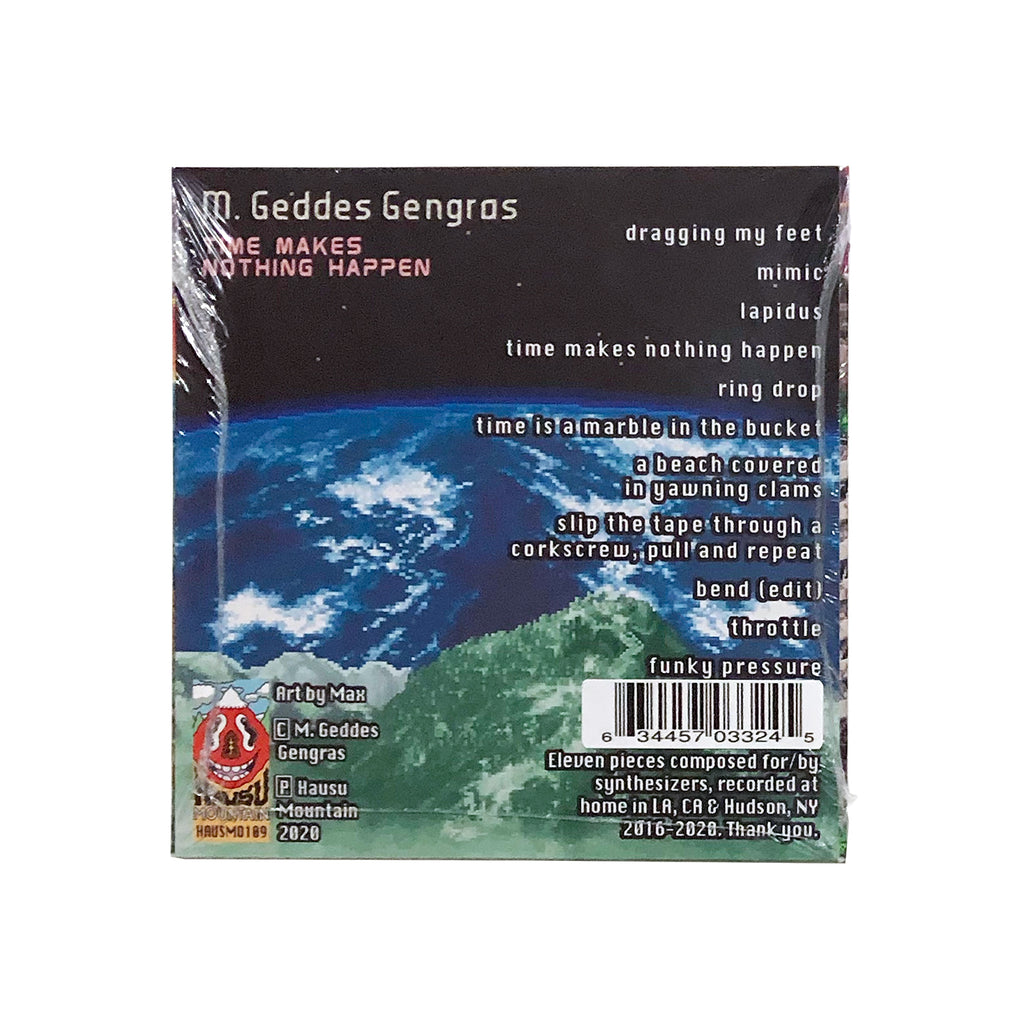 M. Geddes Gengras
TIME MAKES
NOTHING HAPPEN
dragging my feet
mimic
lapidus
time makes nothing happen
ring drop
time is a marble in the bucket
a beach covered
in yawning clams
slip the tape through a
corkscrew, pull and repeat
bend (edit)
throttle
funky pressure
Art by Max
C M. Geddes
Gengras
P Hausu
Mountain
2020
HAUSU
MOUNTAIN
HAUSMO109
6 34457 03324 5
Eleven pieces composed for/by
synthesizers, recorded at
home in LA, CA & Hudson, NY
2016-2020. Thank you.